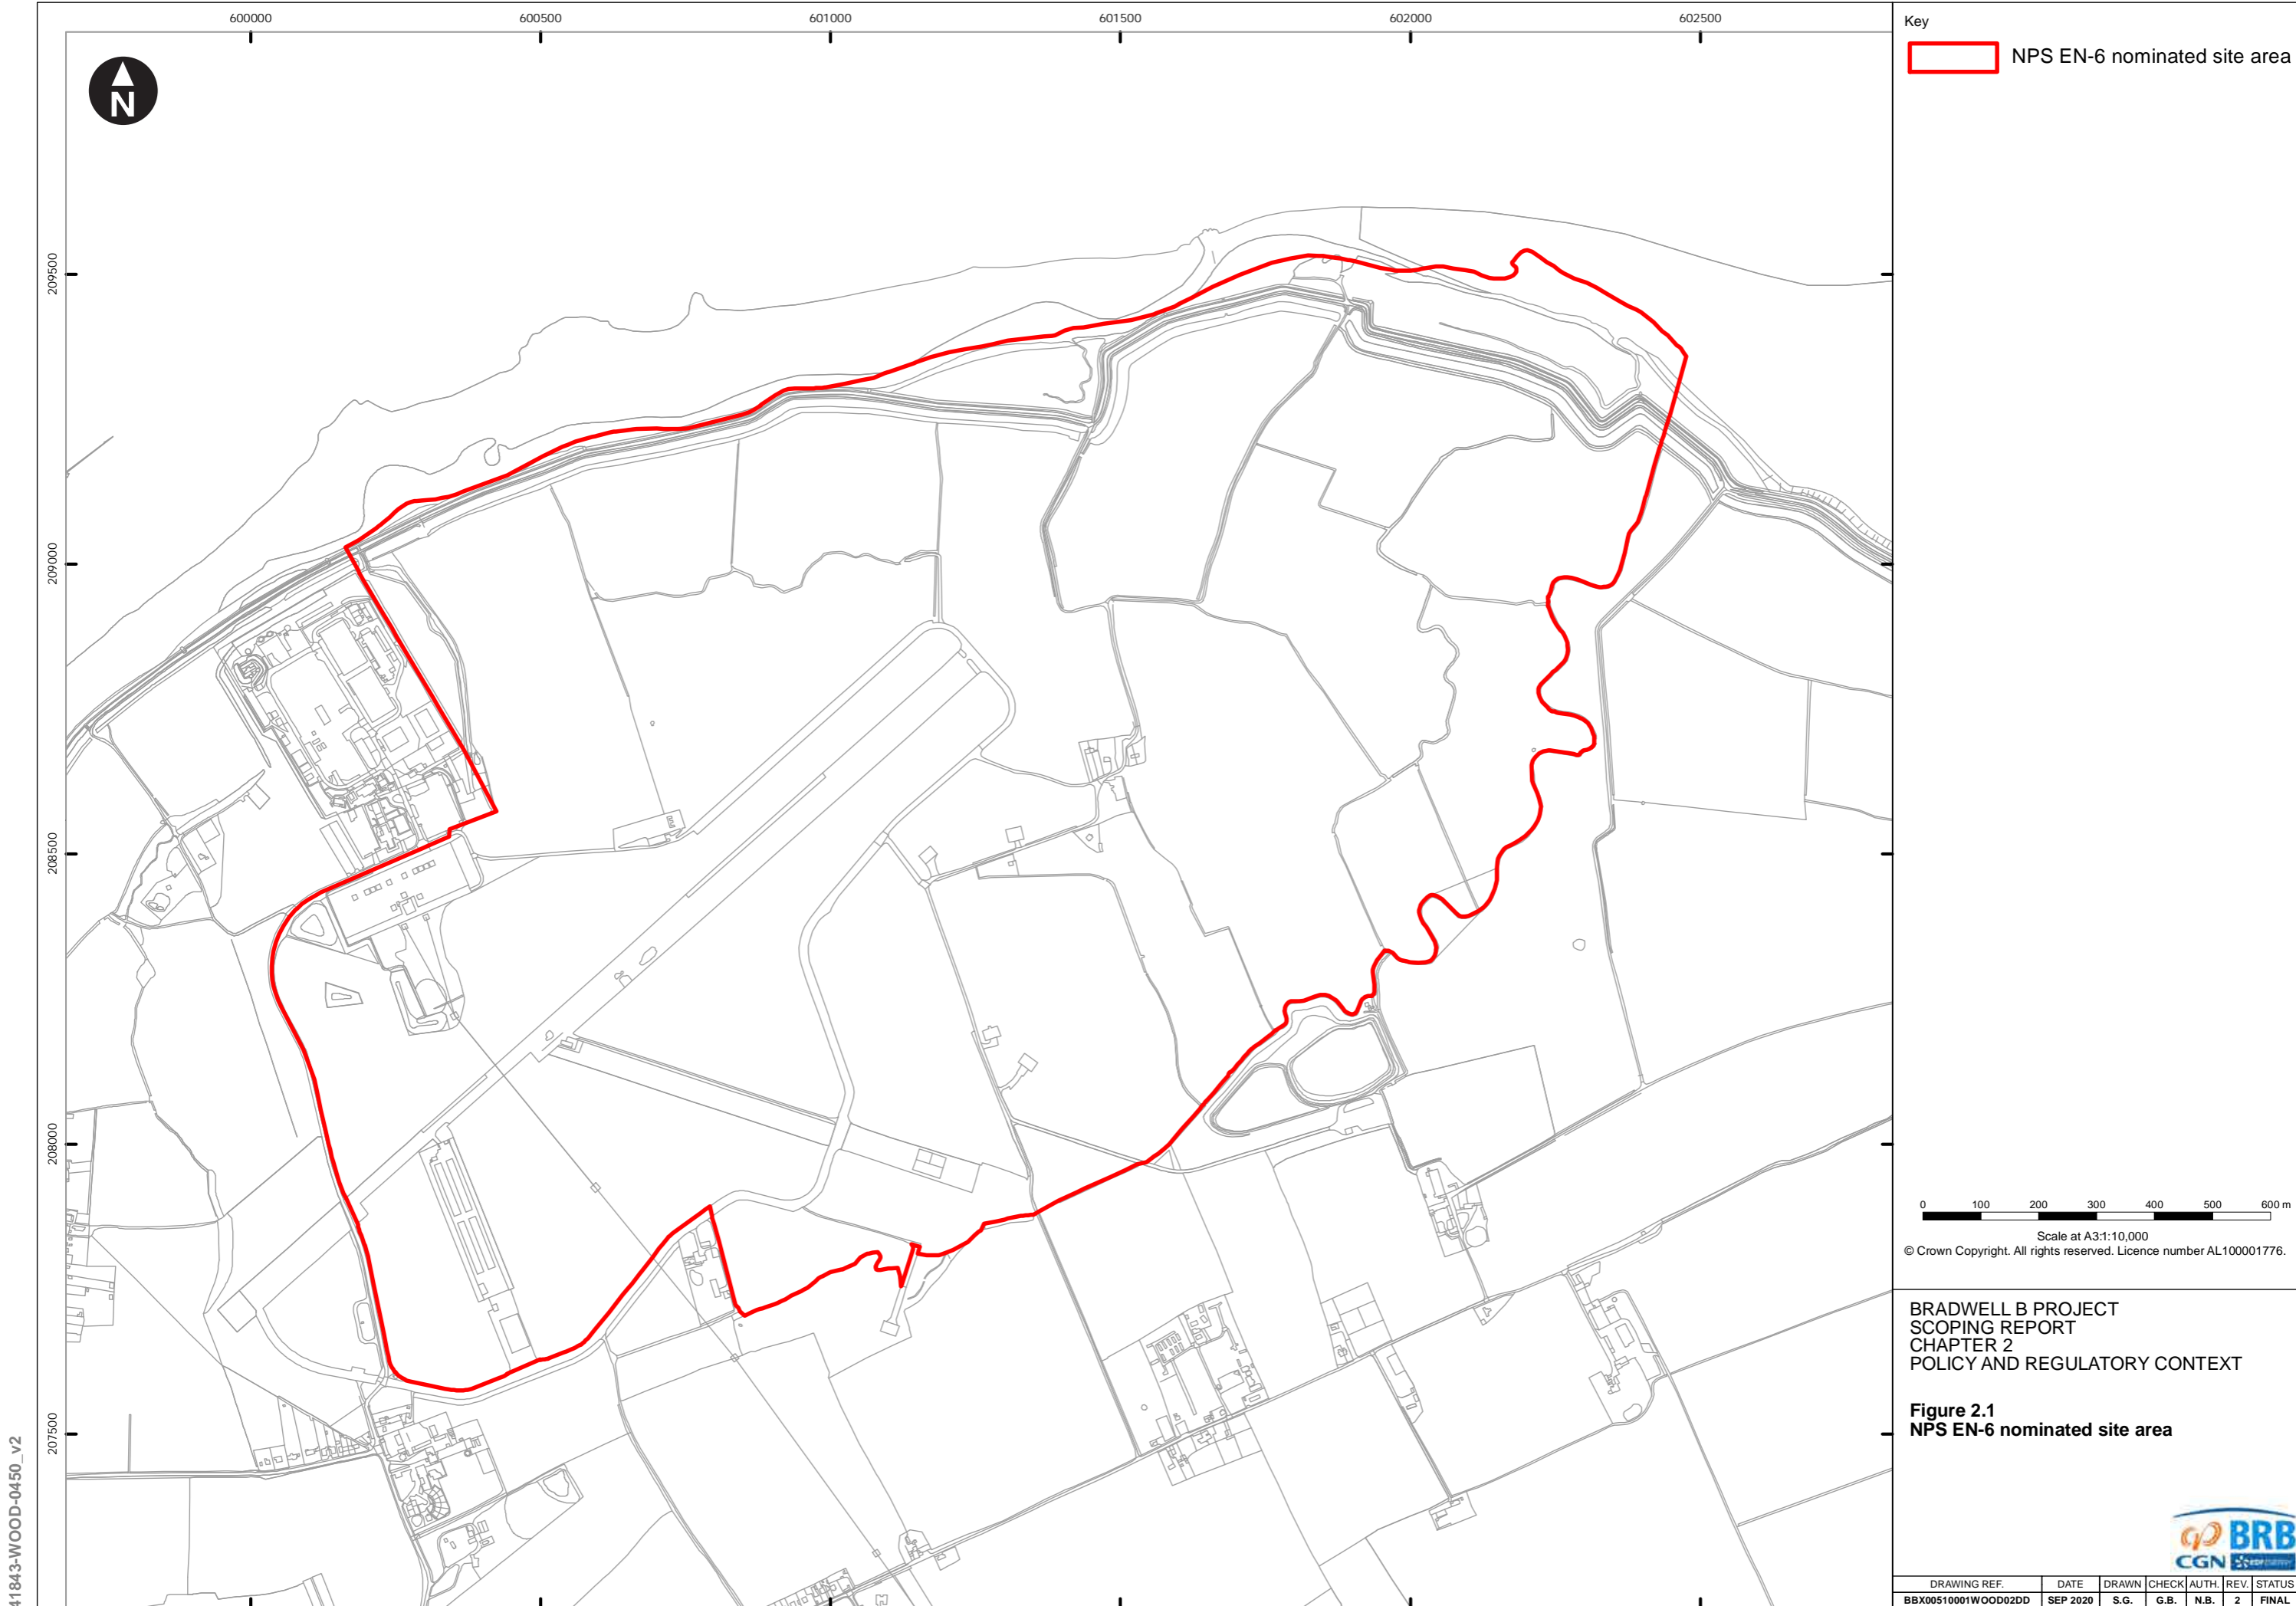 600000 600500 601000 601500 602000 602500
N
209500
209000
208500
208000
207500
41843-WOOD-0450_v2
Key
NPS EN-6 nominated site area
0 100 200 300 400 500 600 m
Scale at A3:1:10,000
© Crown Copyright. All rights reserved. Licence number AL100001776.
BRADWELL B PROJECT
SCOPING REPORT
CHAPTER 2
POLICY AND REGULATORY CONTEXT
Figure 2.1
NPS EN-6 nominated site area
BRB
CGN
DRAWING REF. DATE DRAWN CHECK AUTH. REV. STATUS
BBX00510001WOOD02DD SEP 2020 S.G. G.B. N.B. 2 FINAL